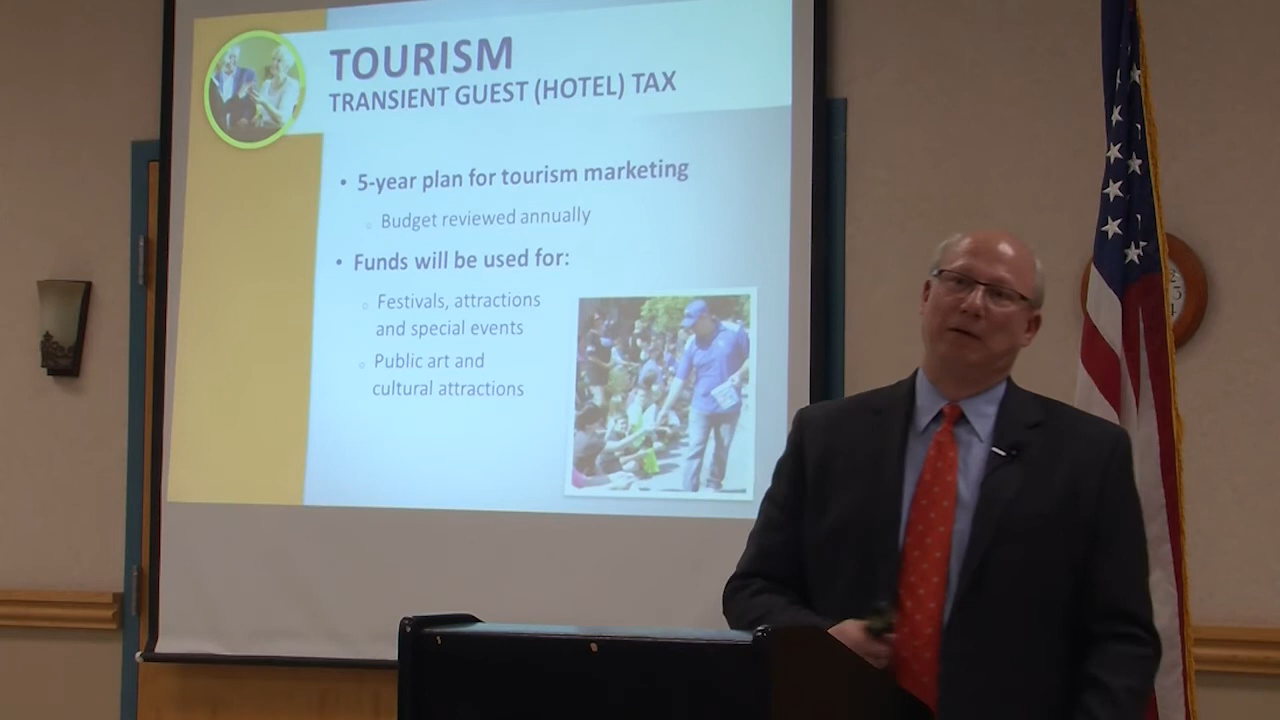 TOURISM
TRANSIENT GUEST (HOTEL) TAX
• 5-year plan for tourism marketing
○ Budget reviewed annually
• Funds will be used for:
○ Festivals, attractions
and special events
○ Public art and
cultural attractions